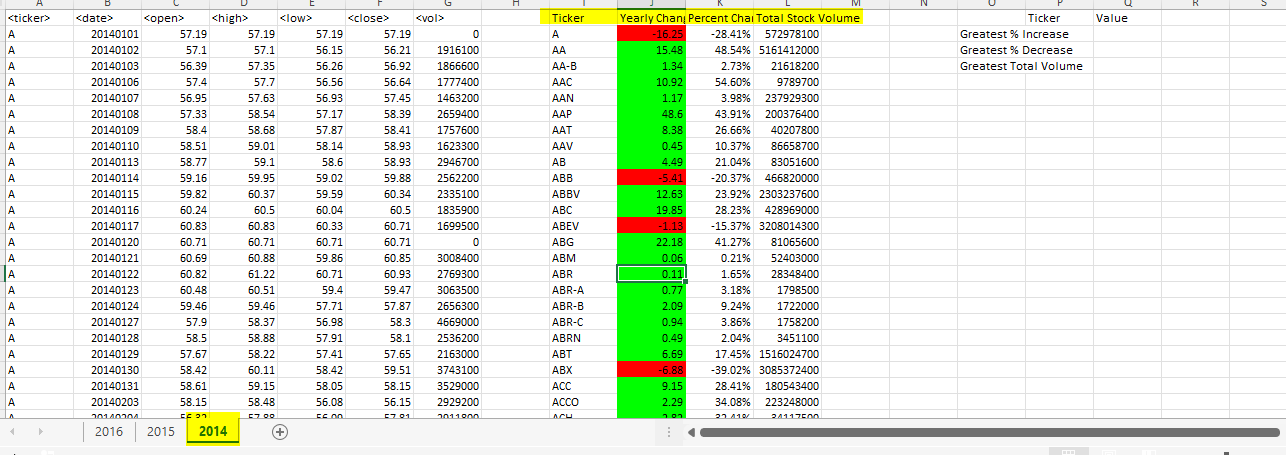 A B C D E F G H I J K L M N O P Q R S
<ticker> <date> <open> <high> <low> <close> <vol> Ticker Yearly Chang Percent Chan Total Stock Volume Ticker Value
A 20140101 57.19 57.19 57.19 57.19 0 A -16.25 -28.41% 572978100 Greatest % Increase
A 20140102 57.1 57.1 56.15 56.21 1916100 AA 15.48 48.54% 5161412000 Greatest % Decrease
A 20140103 56.39 57.35 56.26 56.92 1866600 AA-B 1.34 2.73% 21618200 Greatest Total Volume
A 20140106 57.4 57.7 56.56 56.64 1777400 AAC 10.92 54.60% 9789700
A 20140107 56.95 57.63 56.93 57.45 1463200 AAN 1.17 3.98% 237929300
A 20140108 57.33 58.54 57.17 58.39 2659400 AAP 48.6 43.91% 200376400
A 20140109 58.4 58.68 57.87 58.41 1757600 AAT 8.38 26.66% 40207800
A 20140110 58.51 59.01 58.14 58.93 1623300 AAV 0.45 10.37% 86658700
A 20140113 58.77 59.1 58.6 58.93 2946700 AB 4.49 21.04% 83051600
A 20140114 59.16 59.95 59.02 59.88 2562200 ABB -5.41 -20.37% 466820000
A 20140115 59.82 60.37 59.59 60.34 2335100 ABBV 12.63 23.92% 2303237600
A 20140116 60.24 60.5 60.04 60.5 1835900 ABC 19.85 28.23% 428969000
A 20140117 60.83 60.83 60.33 60.71 1699500 ABEV -1.13 -15.37% 3208014300
A 20140120 60.71 60.71 60.71 60.71 0 ABG 22.18 41.27% 81065600
A 20140121 60.69 60.88 59.86 60.85 3008400 ABM 0.06 0.21% 52403000
A 20140122 60.82 61.22 60.71 60.93 2769300 ABR 0.11 1.65% 28348400
A 20140123 60.48 60.51 59.4 59.47 3063500 ABR-A 0.77 3.18% 1798500
A 20140124 59.46 59.46 57.71 57.87 2656300 ABR-B 2.09 9.24% 1722000
A 20140127 57.9 58.37 56.98 58.3 4669000 ABR-C 0.94 3.86% 1758200
A 20140128 58.5 58.88 57.91 58.1 2536200 ABRN 0.49 2.04% 3451100
A 20140129 57.67 58.22 57.41 57.65 2163000 ABT 6.69 17.45% 1516024700
A 20140130 58.42 60.11 58.42 59.51 3743100 ABX -6.88 -39.02% 3085372400
A 20140131 58.61 59.15 58.05 58.15 3529000 ACC 9.15 28.41% 180543400
A 20140203 58.15 58.48 56.08 56.15 2929200 ACCO 2.29 34.08% 223248000
A 20140204 ACH
2016 2015 2014